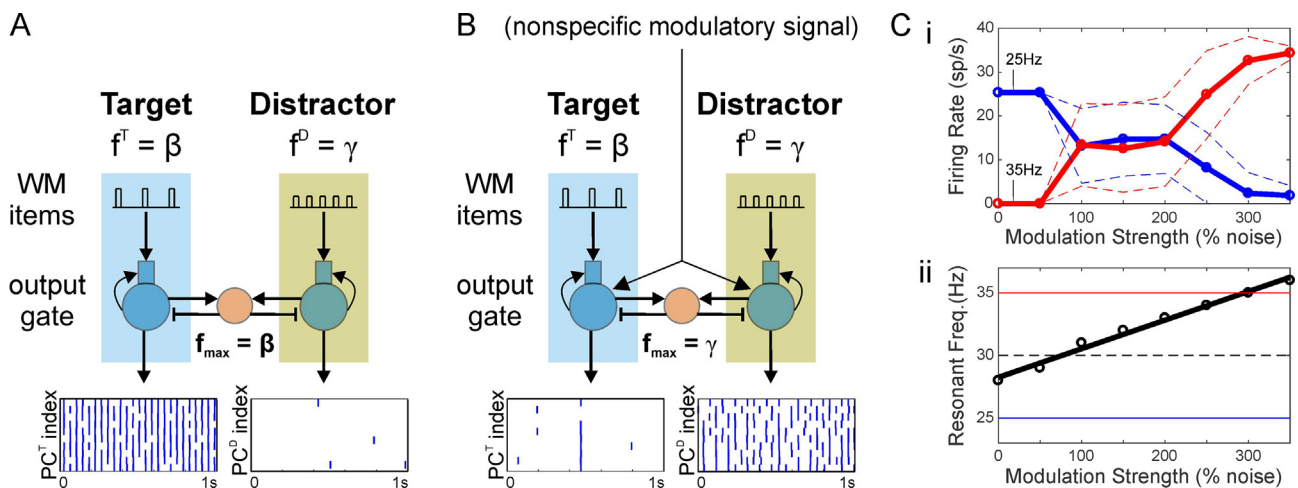 A
Target
Distractor
f^T = β
f^D = γ
WM
items
output
gate
f_max = β
PC^T index
PC^D index
0
1s
0
1s
B
(nonspecific modulatory signal)
Target
Distractor
f^T = β
f^D = γ
WM
items
output
gate
f_max = γ
PC^T index
PC^D index
0
1s
0
1s
C
i
Firing Rate (sp/s)
40
30
20
10
0
25Hz
35Hz
0
100
200
300
Modulation Strength (% noise)
ii
Resonant Freq.(Hz)
35
30
25
0
100
200
300
Modulation Strength (% noise)